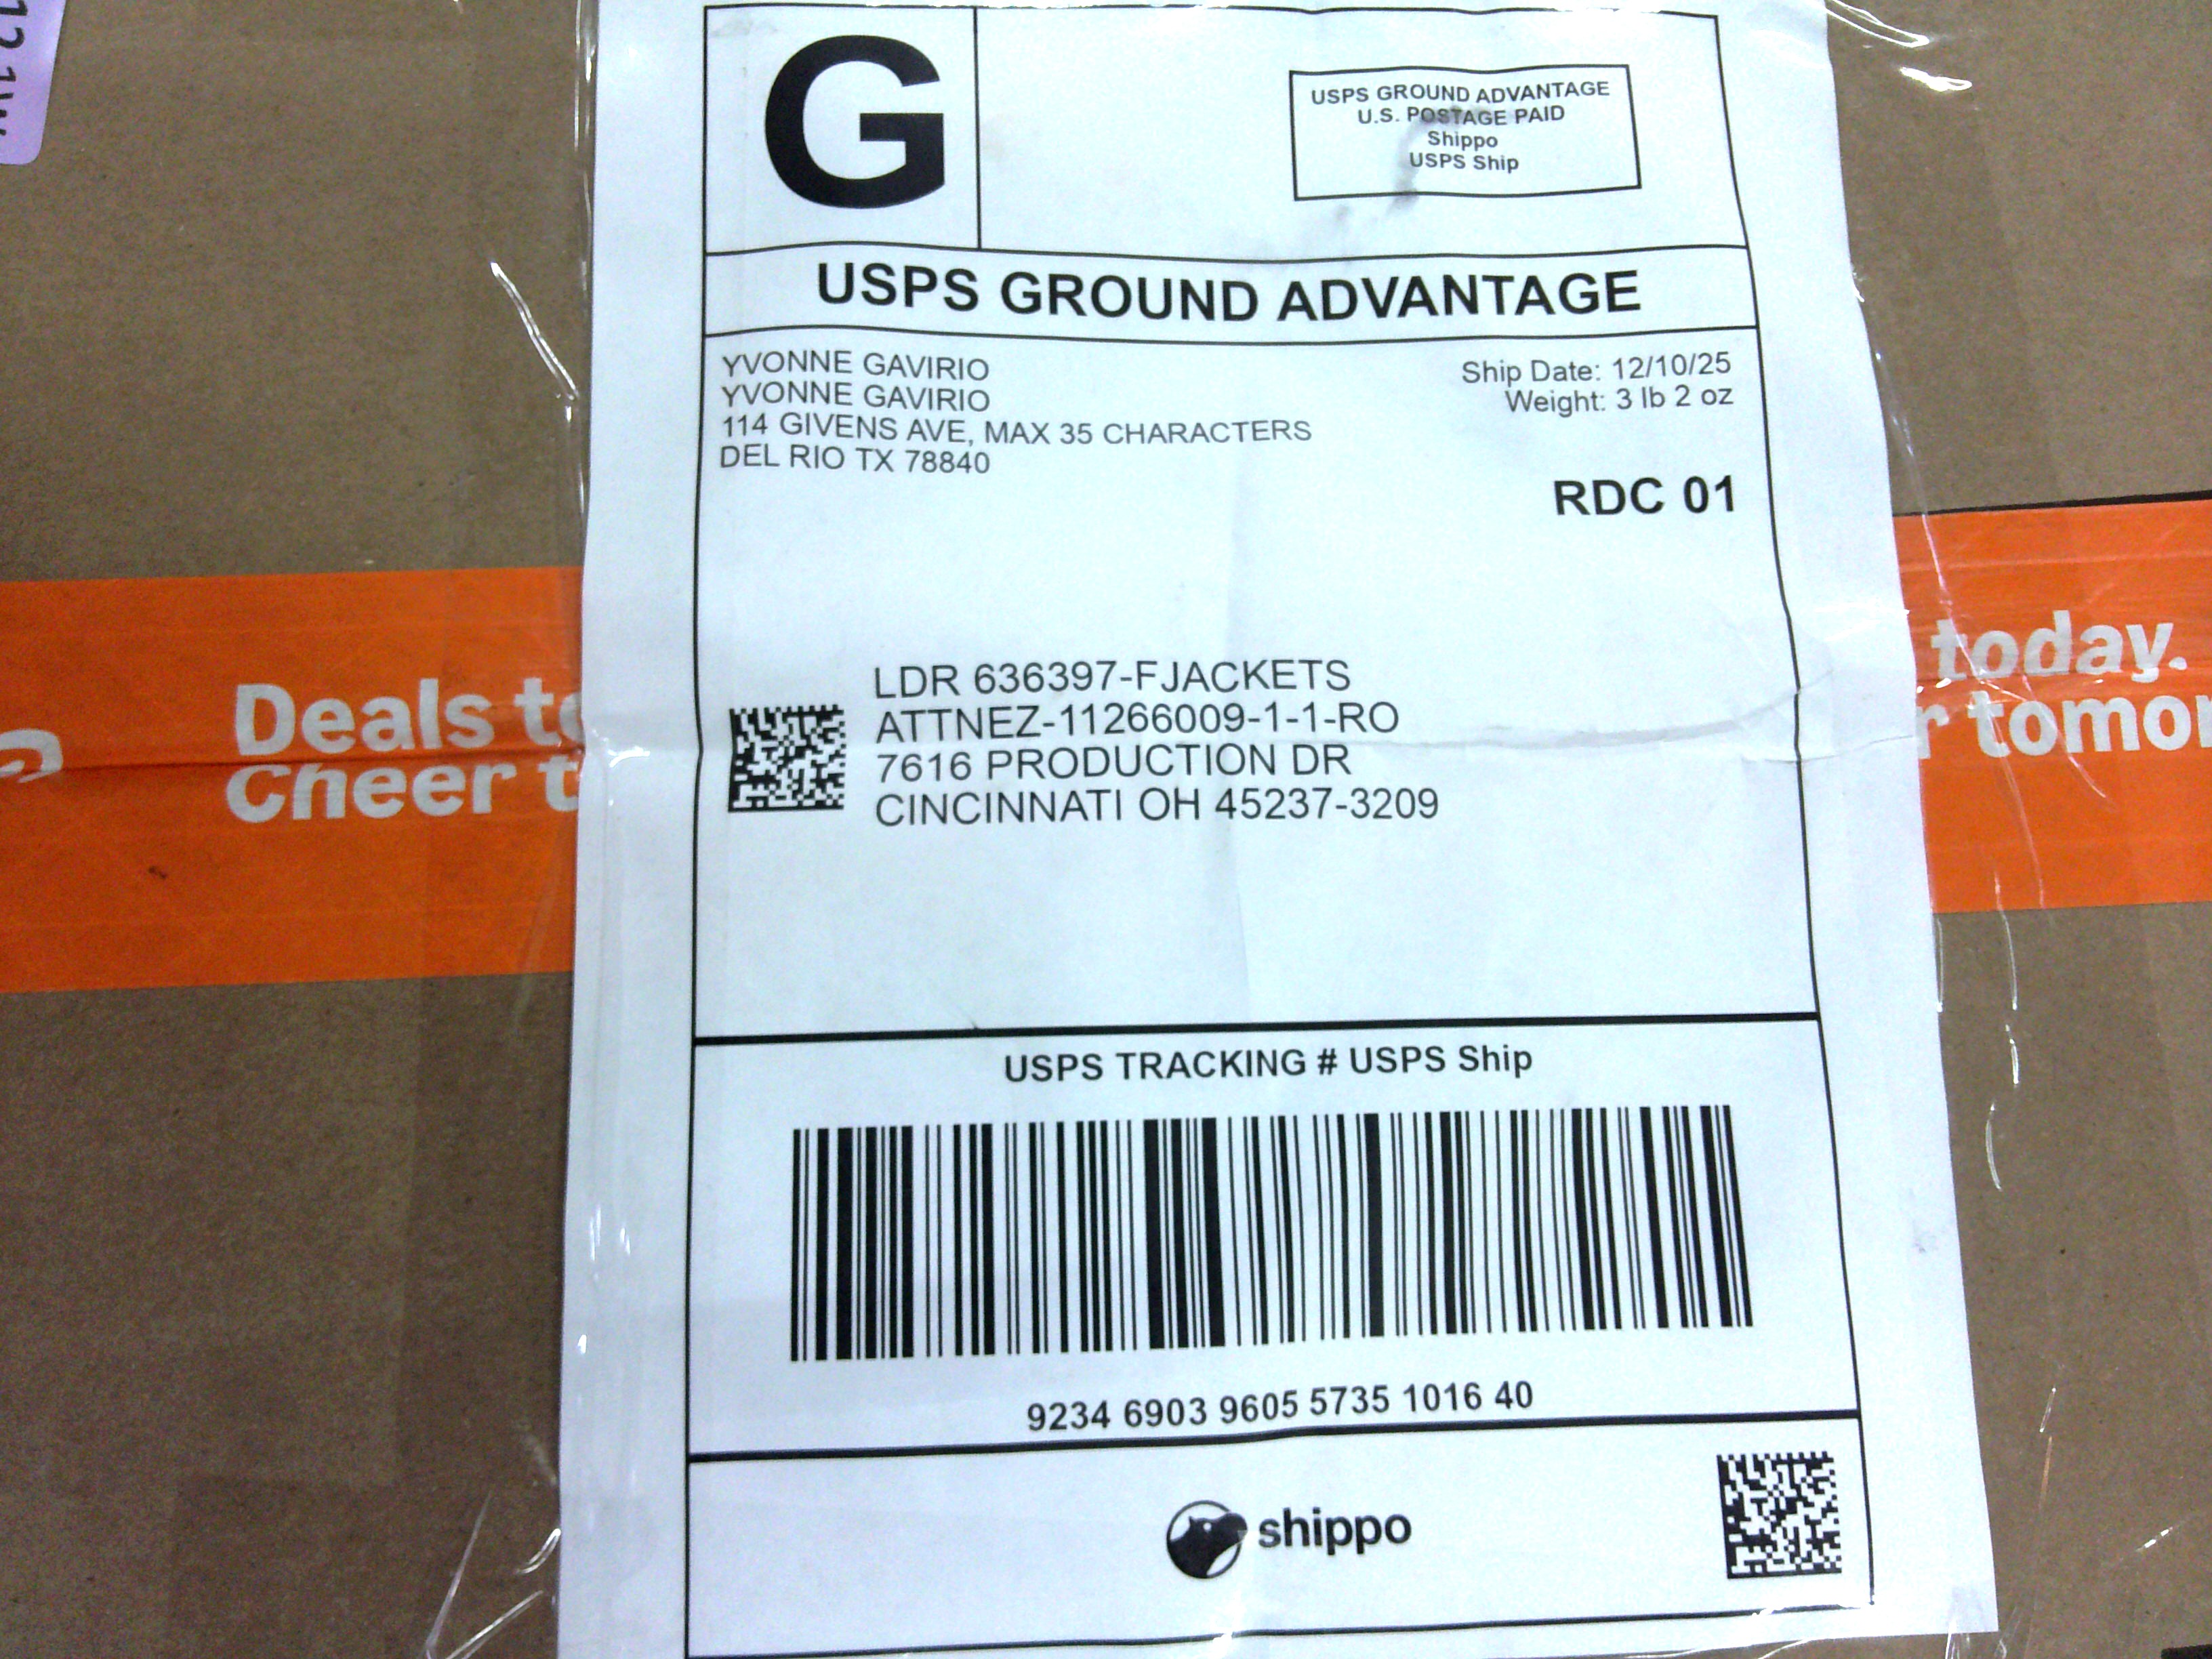 G
USPS GROUND ADVANTAGE
U.S. POSTAGE PAID
Shippo
USPS Ship
USPS GROUND ADVANTAGE
YVONNE GAVIRIO
YVONNE GAVIRIO
114 GIVENS AVE, MAX 35 CHARACTERS
DEL RIO TX 78840
Ship Date: 12/10/25
Weight: 3 lb 2 oz
RDC 01
LDR 636397-FJACKETS
ATTNEZ-11266009-1-1-RO
7616 PRODUCTION DR
CINCINNATI OH 45237-3209
Deals
today.
Cheer
USPS TRACKING # USPS Ship
9234 6903 9605 5735 1016 40
shippo